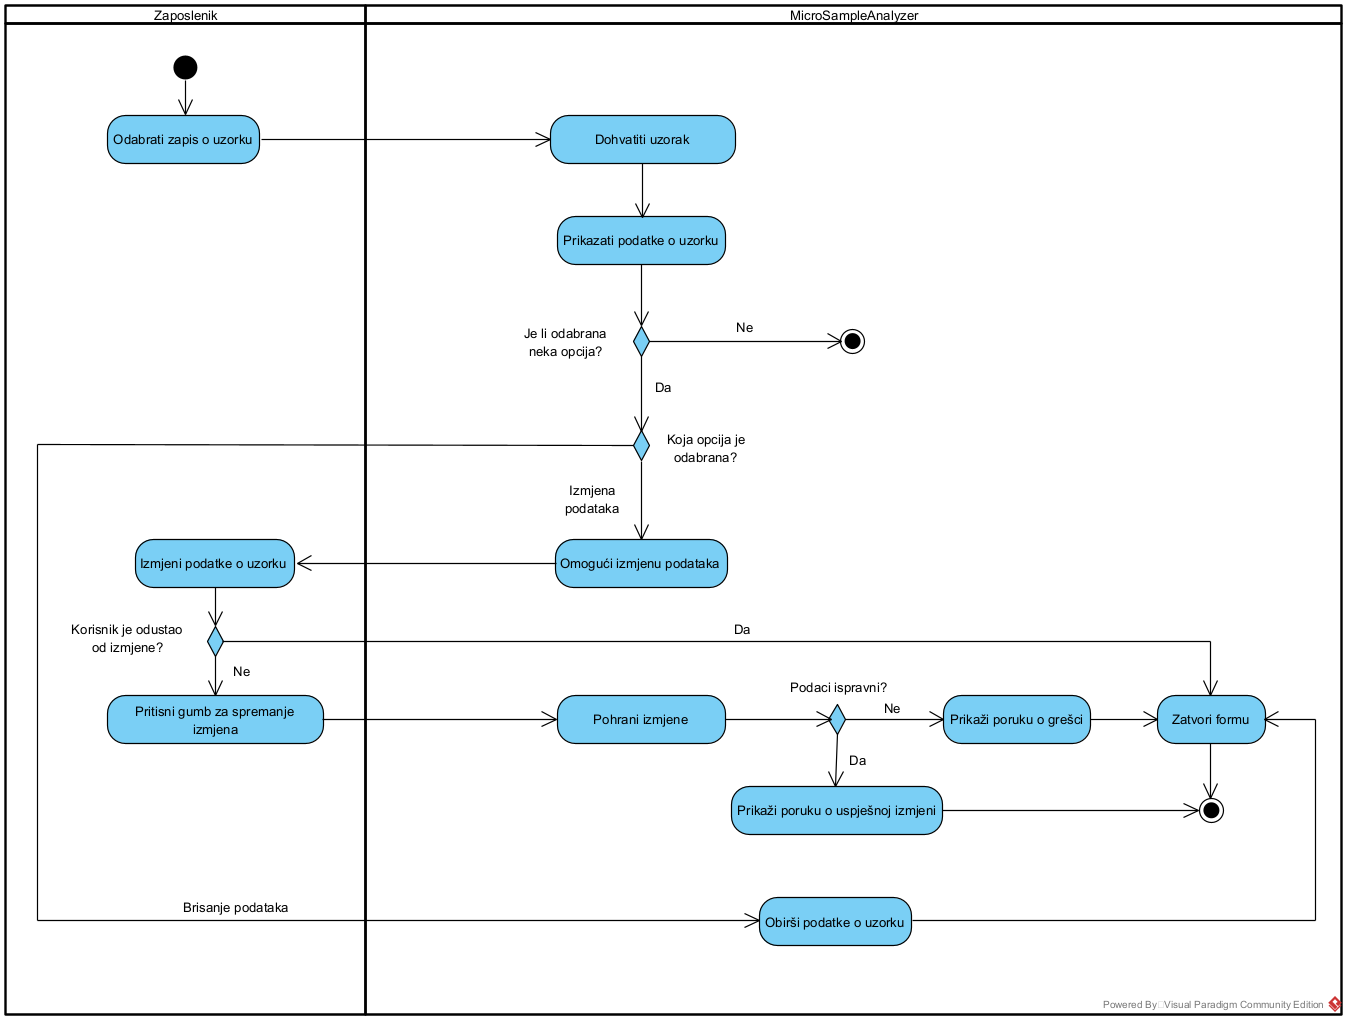 Zaposlenik
MicroSampleAnalyzer
Odabrati zapis o uzorku
Dohvatiti uzorak
Prikazati podatke o uzorku
Je li odabrana
neka opcija?
Ne
Da
Koja opcija je
odabrana?
Izmjena
podataka
Izmjeni podatke o uzorku
Omogući izmjenu podataka
Korisnik je odustao
od izmjene?
Da
Ne
Pritisni gumb za spremanje
izmjena
Pohrani izmjene
Podaci ispravni?
Ne
Prikaži poruku o grešci
Zatvori formu
Da
Prikaži poruku o uspješnoj izmjeni
Brisanje podataka
Obirši podatke o uzorku
Powered By Visual Paradigm Community Edition